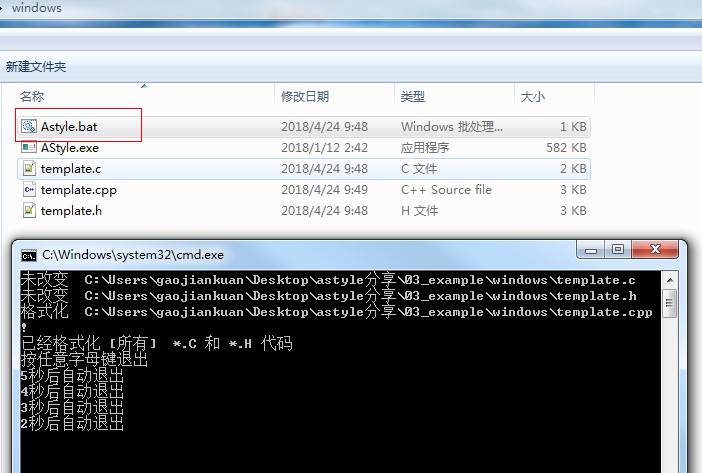 windows
新建文件夹
名称 修改日期 类型 大小
Astyle.bat 2018/4/24 9:48 Windows 批处理... 1 KB
AStyle.exe 2018/1/12 2:42 应用程序 582 KB
template.c 2018/4/24 9:48 C 文件 2 KB
template.cpp 2018/4/24 9:49 C++ Source file 3 KB
template.h 2018/4/24 9:48 H 文件 3 KB
C:\Windows\system32\cmd.exe
未改变 C:\Users\gaojiankuan\Desktop\astyle分享\03_example\windows\template.c
未改变 C:\Users\gaojiankuan\Desktop\astyle分享\03_example\windows\template.h
格式化 C:\Users\gaojiankuan\Desktop\astyle分享\03_example\windows\template.cpp
!
已经格式化 [所有] *.C 和 *.H 代码
按任意字母键退出
5秒后自动退出
4秒后自动退出
3秒后自动退出
2秒后自动退出